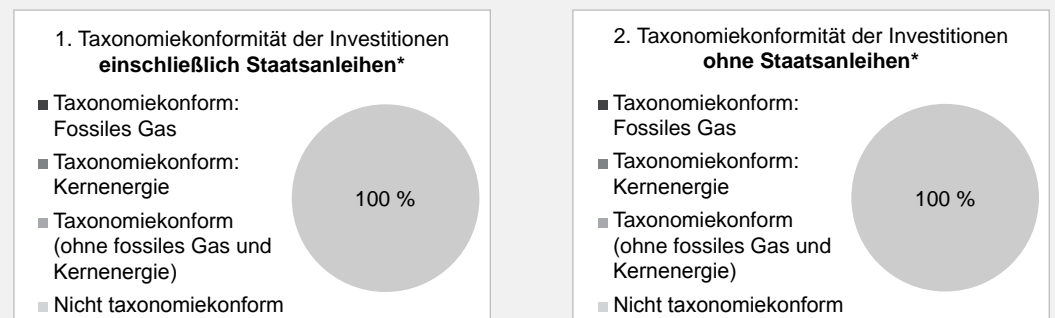 1. Taxonomiekonformität der Investitionen
einschließlich Staatsanleihen*
Taxonomiekonform:
Fossiles Gas
Taxonomiekonform:
Kernenergie
Taxonomiekonform
(ohne fossiles Gas und
Kernenergie)
Nicht taxonomiekonform
100 %
2. Taxonomiekonformität der Investitionen
ohne Staatsanleihen*
Taxonomiekonform:
Fossiles Gas
Taxonomiekonform:
Kernenergie
Taxonomiekonform
(ohne fossiles Gas und
Kernenergie)
Nicht taxonomiekonform
100 %